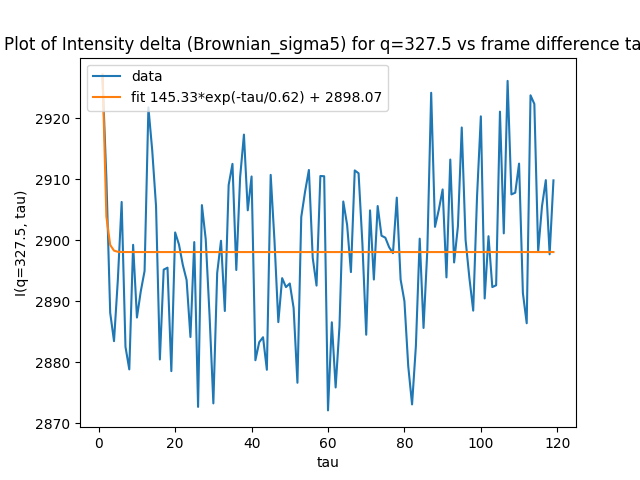 Plot of Intensity delta (Brownian_sigma5) for q=327.5 vs frame difference ta
data
fit 145.33*exp(-tau/0.62) + 2898.07
I(q=327.5, tau)
2920
2910
2900
2890
2880
2870
0 20 40 60 80 100 120
tau